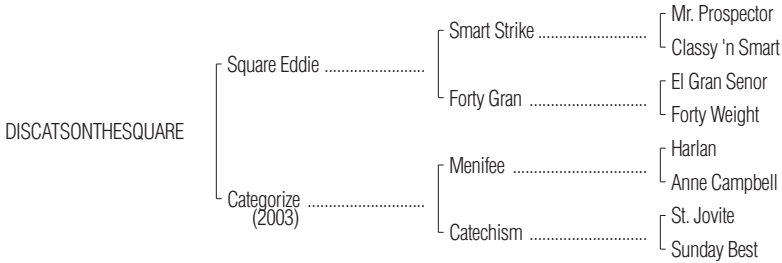 Mr. Prospector
Smart Strike ..........................
Classy 'n Smart
Square Eddie ........................
El Gran Senor
Forty Gran ............................
Forty Weight
DISCATSONTHESQUARE
Harlan
Menifee ................................
Anne Campbell
Categorize ............................
(2003)
St. Jovite
Catechism ............................
Sunday Best